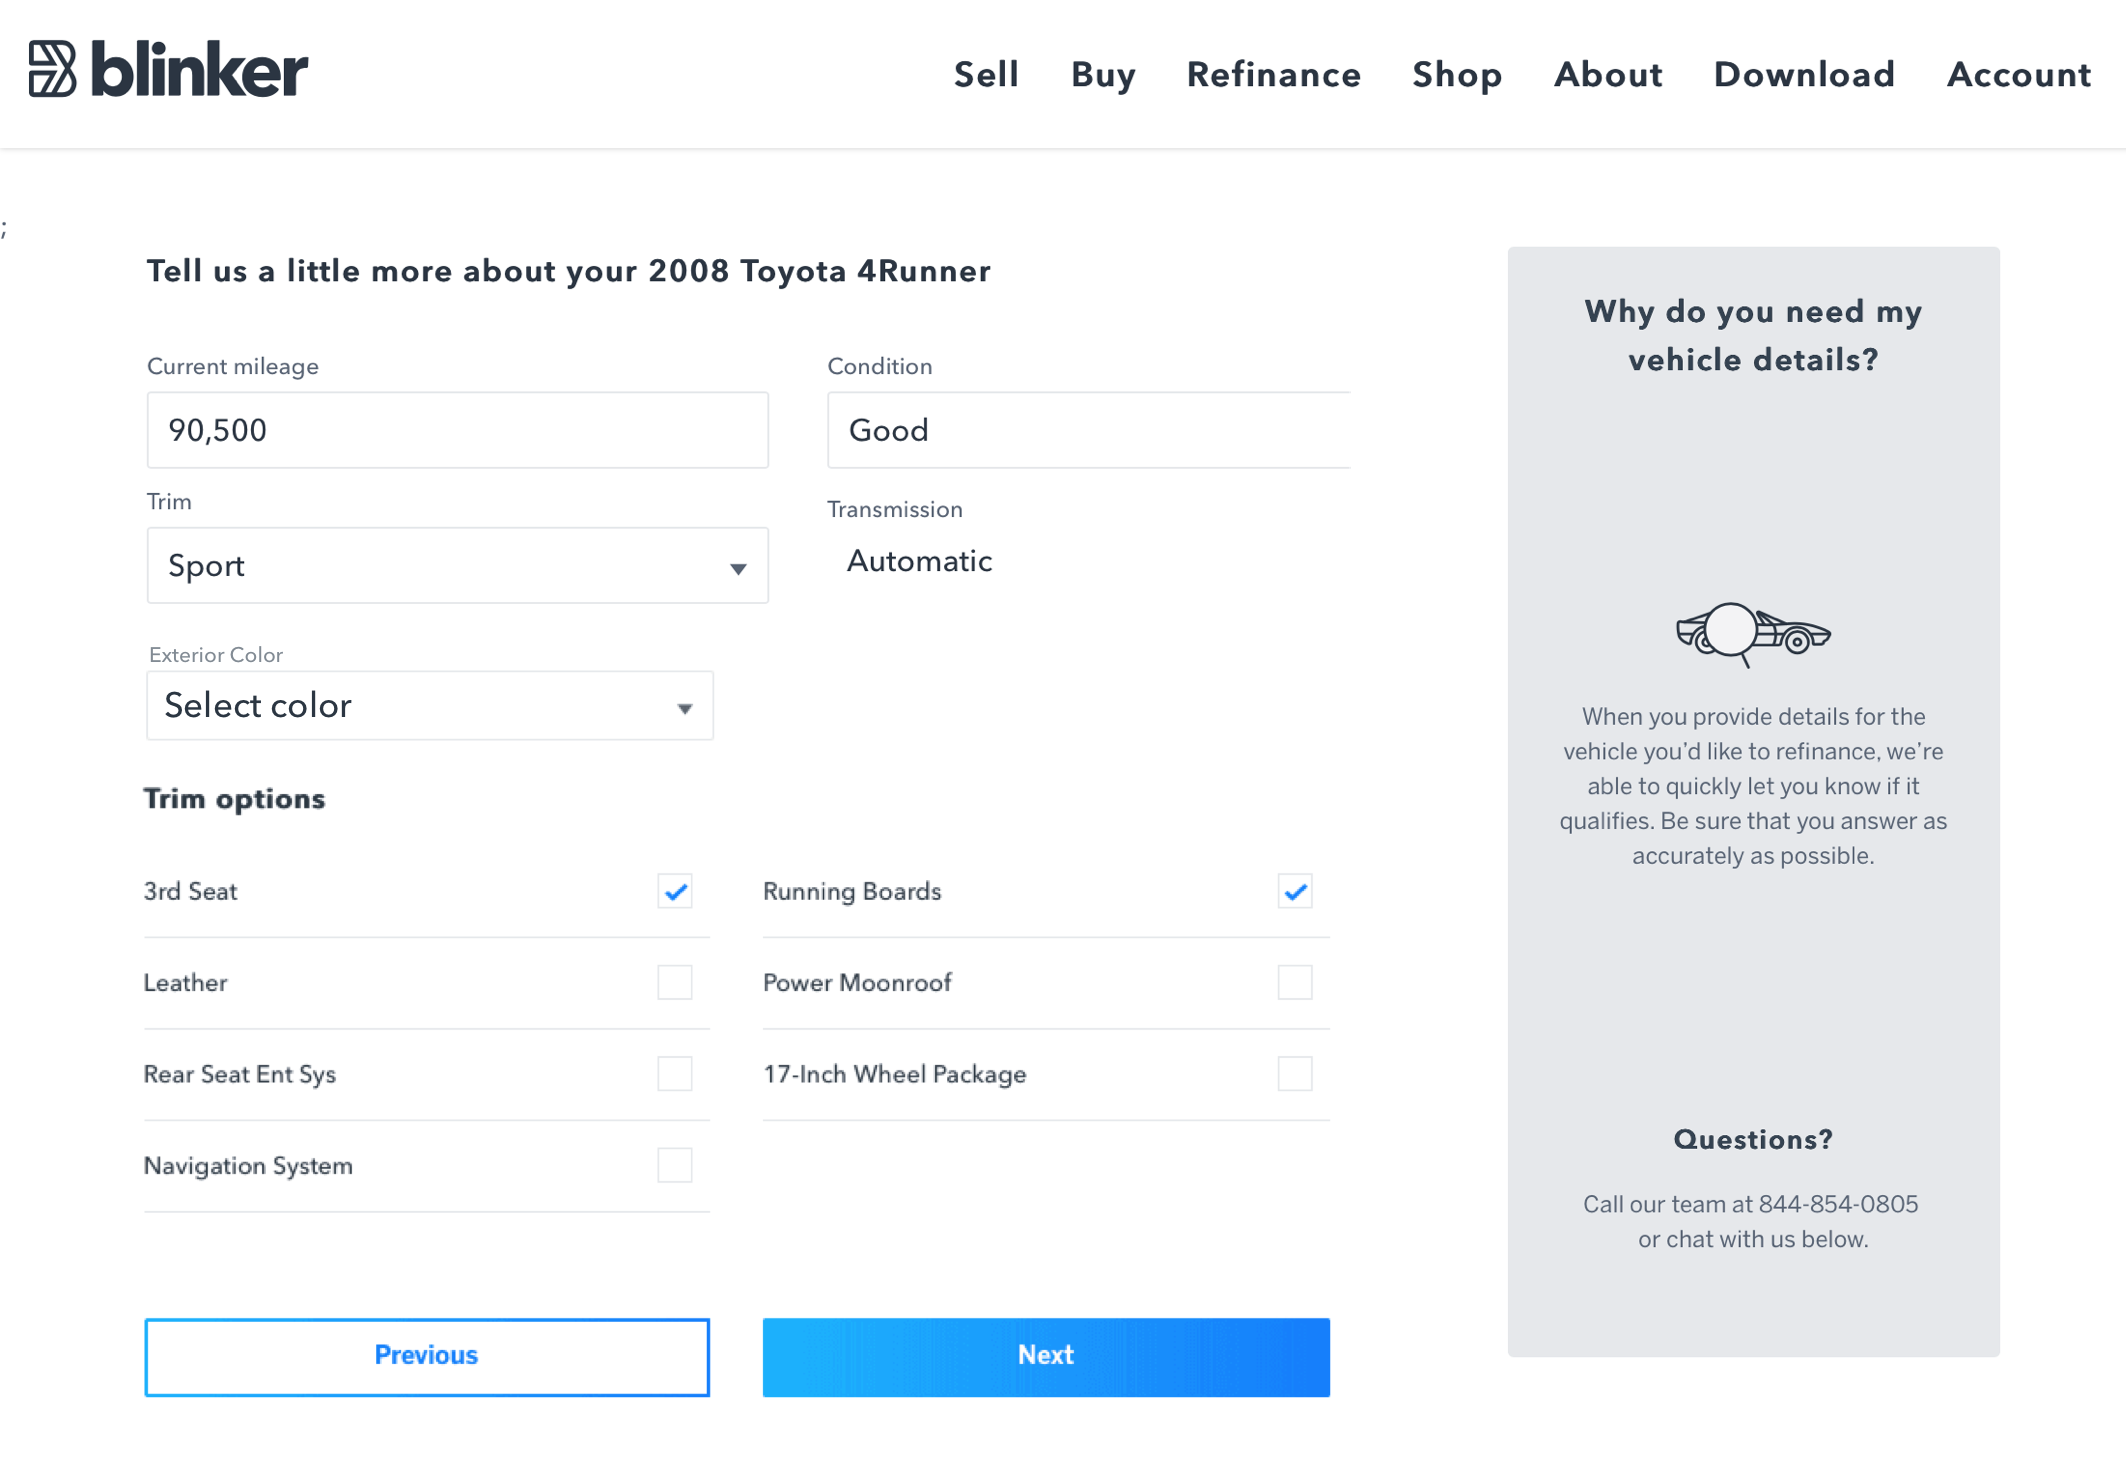 blinker
Sell Buy Refinance Shop About Download Account
;
Tell us a little more about your 2008 Toyota 4Runner
Current mileage
90,500
Condition
Good
Trim
Sport
Transmission
Automatic
Exterior Color
Select color
Trim options
3rd Seat
Running Boards
Leather
Power Moonroof
Rear Seat Ent Sys
17-Inch Wheel Package
Navigation System
Previous
Next
Why do you need my
vehicle details?
When you provide details for the
vehicle you’d like to refinance, we’re
able to quickly let you know if it
qualifies. Be sure that you answer as
accurately as possible.
Questions?
Call our team at 844-854-0805
or chat with us below.